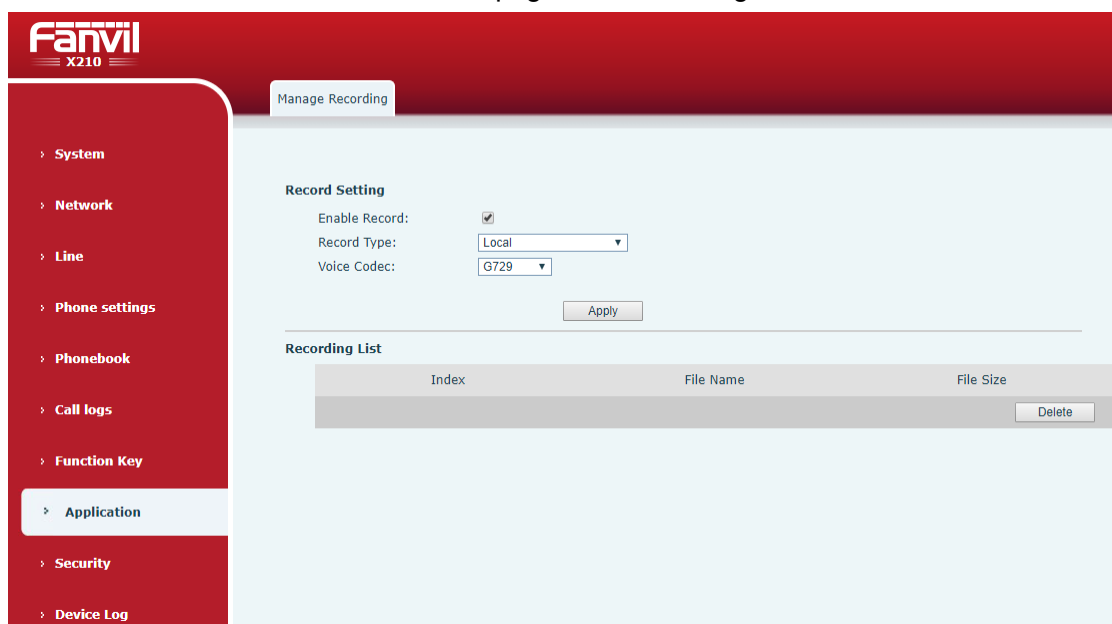 Fanvil
X210
Manage Recording
› System
› Network
› Line
› Phone settings
› Phonebook
› Call logs
› Function Key
› Application
› Security
› Device Log
Record Setting
Enable Record:
Record Type: Local
Voice Codec: G729
Apply
Recording List
Index File Name File Size
Delete